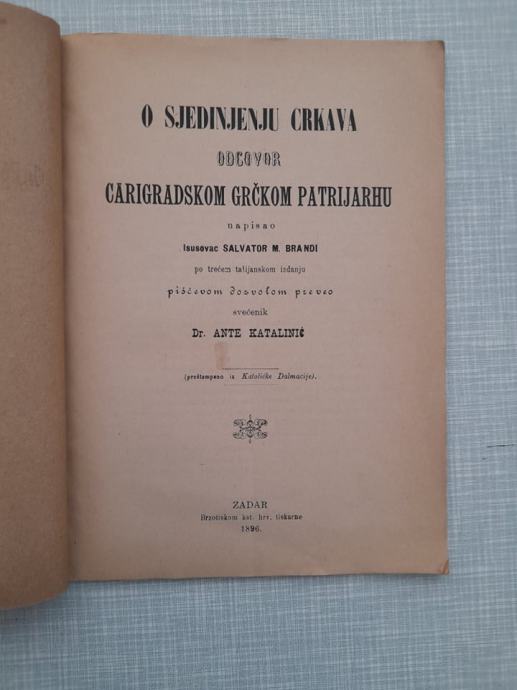 O SJEDINJENJU CRKAVA
ODGOVOR
CARIGRADSKOM GRČKOM PATRIJARHU
napisao
Isusovac SALVATOR M. BRANDI
po trećem talijanskom izdanju
piščevom dozvolom preveo
svećenik
Dr. ANTE KATALINIĆ
(preštampano iz Katoličke Dalmacije).
ZADAR
Brzotiskom kat. hrv. tiskarne
1896.